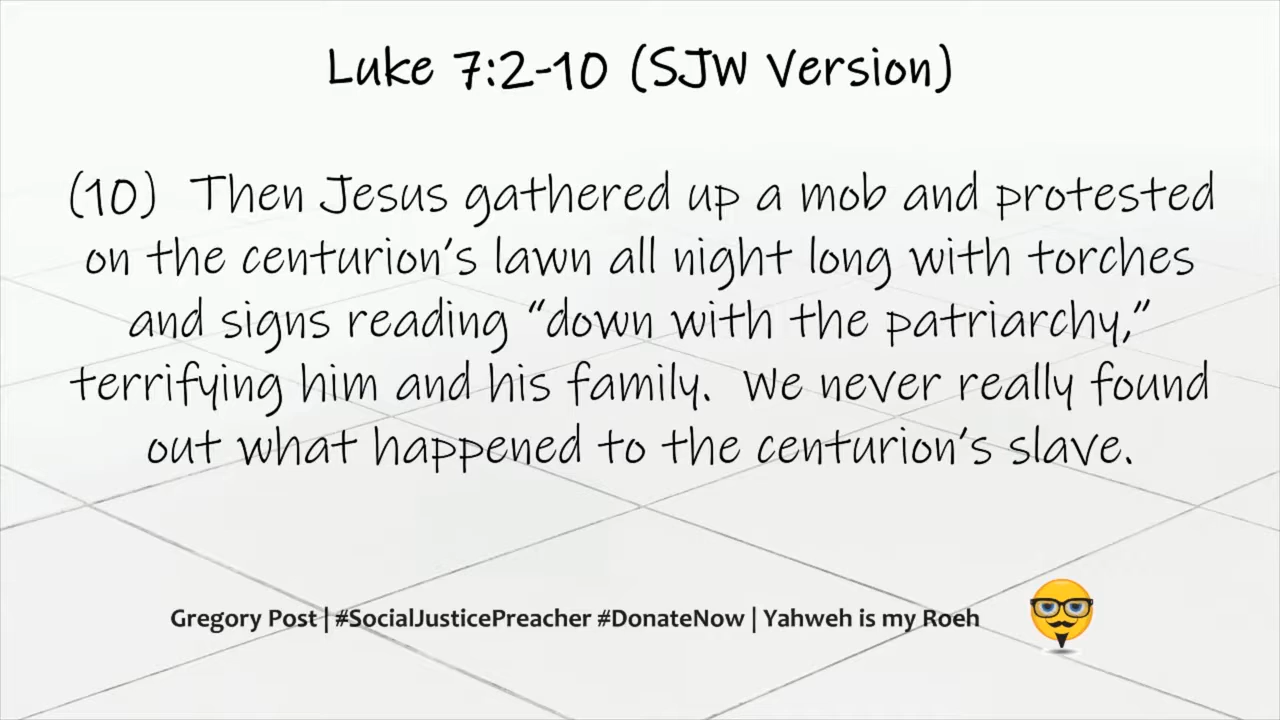 Luke 7:2-10 (SJW Version)
(10) Then Jesus gathered up a mob and protested
on the centurion's lawn all night long with torches
and signs reading “down with the patriarchy,”
terrifying him and his family. We never really found
out what happened to the centurion's slave.
Gregory Post | #SocialJusticePreacher #DonateNow | Yahweh is my Roeh